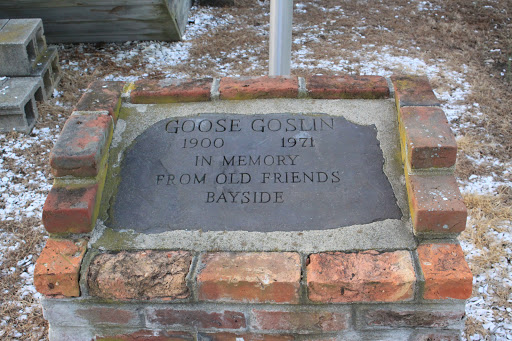 GOOSE GOSLIN
1900 1971
IN MEMORY
FROM OLD FRIENDS
BAYSIDE